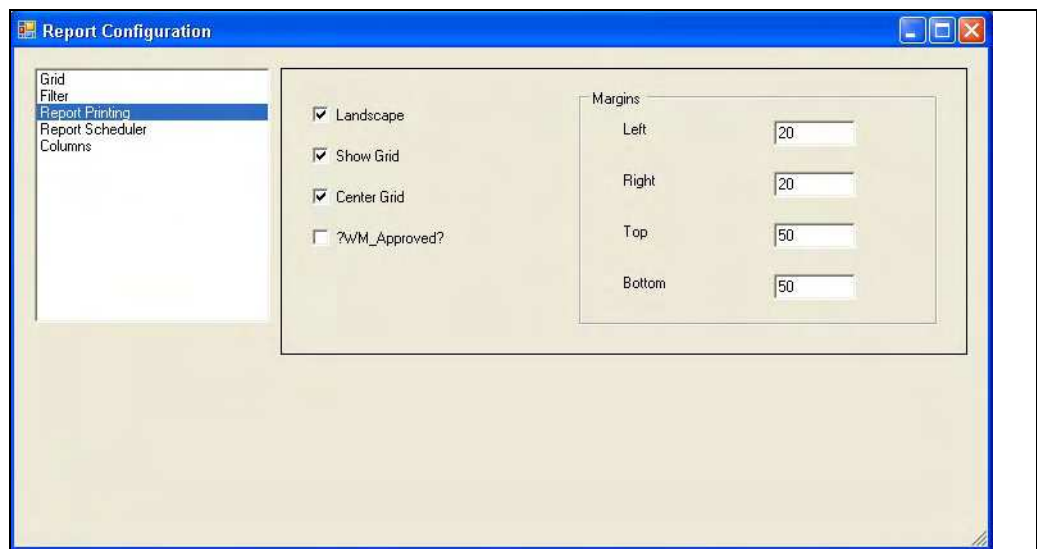 Report Configuration
Grid
Filter
Report Printing
Report Scheduler
Columns
Landscape
Show Grid
Center Grid
?WM_Approved?
Margins
Left 20
Right 20
Top 50
Bottom 50